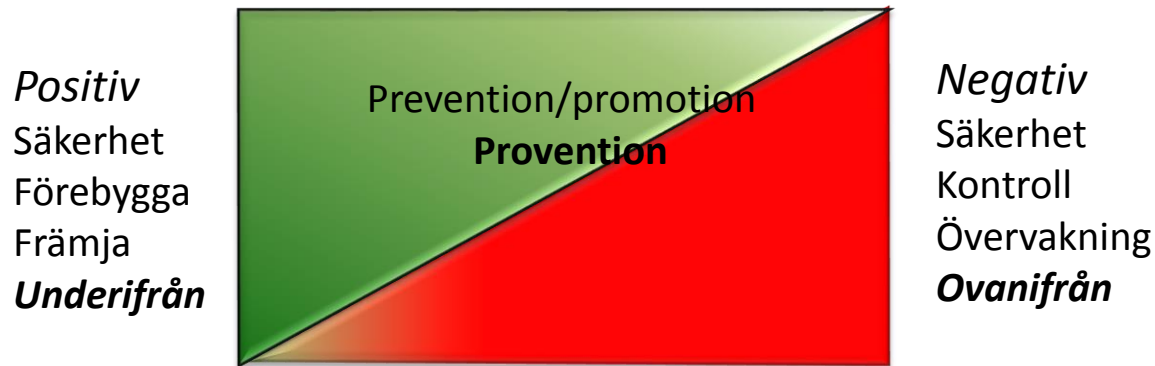 Positiv
Säkerhet
Förebygga
Främja
Underifrån
Prevention/promotion
Provention
Negativ
Säkerhet
Kontroll
Övervakning
Ovanifrån